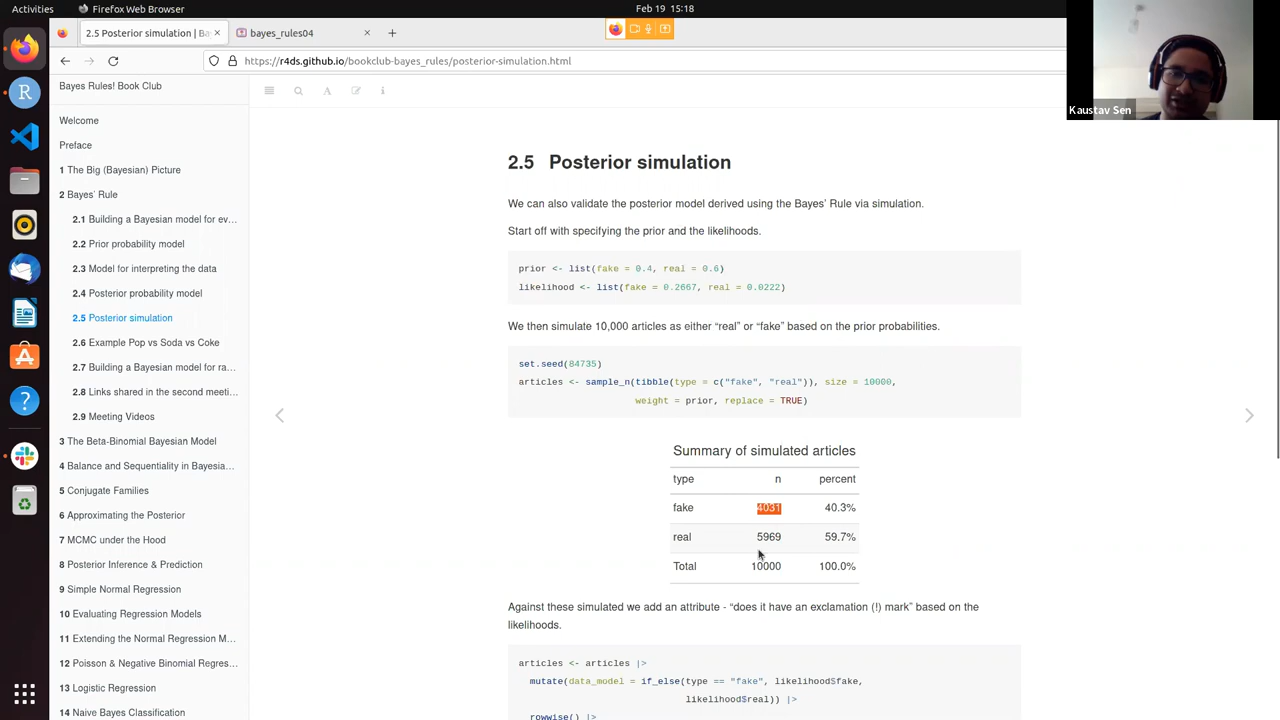 Activities
Firefox Web Browser
Feb 19 15:18
2.5 Posterior simulation | Ba
bayes_rules04
https://r4ds.github.io/bookclub-bayes_rules/posterior-simulation.html
Kaustav Sen
Bayes Rules! Book Club
Welcome
Preface
1 The Big (Bayesian) Picture
2 Bayes' Rule
2.1 Building a Bayesian model for ev...
2.2 Prior probability model
2.3 Model for interpreting the data
2.4 Posterior probability model
2.5 Posterior simulation
2.6 Example Pop vs Soda vs Coke
2.7 Building a Bayesian model for ra...
2.8 Links shared in the second meeti...
2.9 Meeting Videos
3 The Beta-Binomial Bayesian Model
4 Balance and Sequentiality in Bayesia...
5 Conjugate Families
6 Approximating the Posterior
7 MCMC under the Hood
8 Posterior Inference & Prediction
9 Simple Normal Regression
10 Evaluating Regression Models
11 Extending the Normal Regression M...
12 Poisson & Negative Binomial Regres...
13 Logistic Regression
14 Naive Bayes Classification
2.5 Posterior simulation
We can also validate the posterior model derived using the Bayes' Rule via simulation.
Start off with specifying the prior and the likelihoods.
prior <- list(fake = 0.4, real = 0.6)
likelihood <- list(fake = 0.2667, real = 0.0222)
We then simulate 10,000 articles as either "real" or "fake" based on the prior probabilities.
set.seed(84735)
articles <- sample_n(tibble(type = c("fake", "real")), size = 10000,
weight = prior, replace = TRUE)
Summary of simulated articles
type n percent
fake 4031 40.3%
real 5969 59.7%
Total 10000 100.0%
Against these simulated we add an attribute - "does it have an exclamation (!) mark" based on the
likelihoods.
articles <- articles |>
mutate(data_model = if_else(type == "fake", likelihood$fake,
likelihood$real)) |>
rowwise() |>